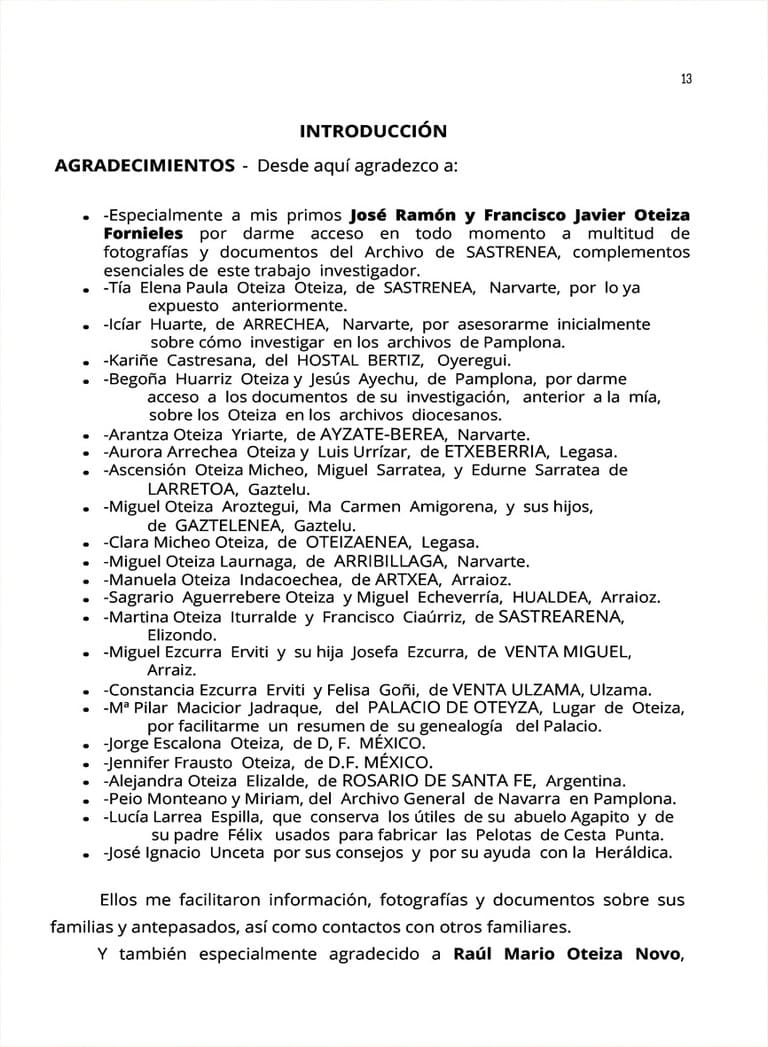 13
INTRODUCCIÓN
AGRADECIMIENTOS - Desde aquí agradezco a:
• -Especialmente a mis primos José Ramón y Francisco Javier Oteiza
Fornieles por darme acceso en todo momento a multitud de
fotografías y documentos del Archivo de SASTRENEA, complementos
esenciales de este trabajo investigador.
• -Tía Elena Paula Oteiza Oteiza, de SASTRENEA, Narvarte, por lo ya
expuesto anteriormente.
• -Icíar Huarte, de ARRECHEA, Narvarte, por asesorarme inicialmente
sobre cómo investigar en los archivos de Pamplona.
• -Kariñe Castresana, del HOSTAL BERTIZ, Oyeregui.
• -Begoña Huarriz Oteiza y Jesús Ayechu, de Pamplona, por darme
acceso a los documentos de su investigación, anterior a la mía,
sobre los Oteiza en los archivos diocesanos.
• -Arantza Oteiza Yriarte, de AYZATE-BEREA, Narvarte.
• -Aurora Arrechea Oteiza y Luis Urrízar, de ETXEBERRIA, Legasa.
• -Ascensión Oteiza Micheo, Miguel Sarratea, y Edurne Sarratea de
LARRETOA, Gaztelu.
• -Miguel Oteiza Aroztegui, Ma Carmen Amigorena, y sus hijos,
de GAZTELENEA, Gaztelu.
• -Clara Micheo Oteiza, de OTEIZAENEA, Legasa.
• -Miguel Oteiza Laurnaga, de ARRIBILLAGA, Narvarte.
• -Manuela Oteiza Indacoechea, de ARTXEA, Arraioz.
• -Sagrario Aguerrebere Oteiza y Miguel Echeverría, HUALDEA, Arraioz.
• -Martina Oteiza Iturralde y Francisco Ciaúrriz, de SASTREARENA,
Elizondo.
• -Miguel Ezcurra Erviti y su hija Josefa Ezcurra, de VENTA MIGUEL,
Arraiz.
• -Constancia Ezcurra Erviti y Felisa Goñi, de VENTA ULZAMA, Ulzama.
• -Mª Pilar Macicior Jadraque, del PALACIO DE OTEYZA, Lugar de Oteiza,
por facilitarme un resumen de su genealogía del Palacio.
• -Jorge Escalona Oteiza, de D, F. MÉXICO.
• -Jennifer Frausto Oteiza, de D.F. MÉXICO.
• -Alejandra Oteiza Elizalde, de ROSARIO DE SANTA FE, Argentina.
• -Peio Monteano y Miriam, del Archivo General de Navarra en Pamplona.
• -Lucía Larrea Espilla, que conserva los útiles de su abuelo Agapito y de
su padre Félix usados para fabricar las Pelotas de Cesta Punta.
• -José Ignacio Unceta por sus consejos y por su ayuda con la Heráldica.
Ellos me facilitaron información, fotografías y documentos sobre sus
familias y antepasados, así como contactos con otros familiares.
Y también especialmente agradecido a Raúl Mario Oteiza Novo,